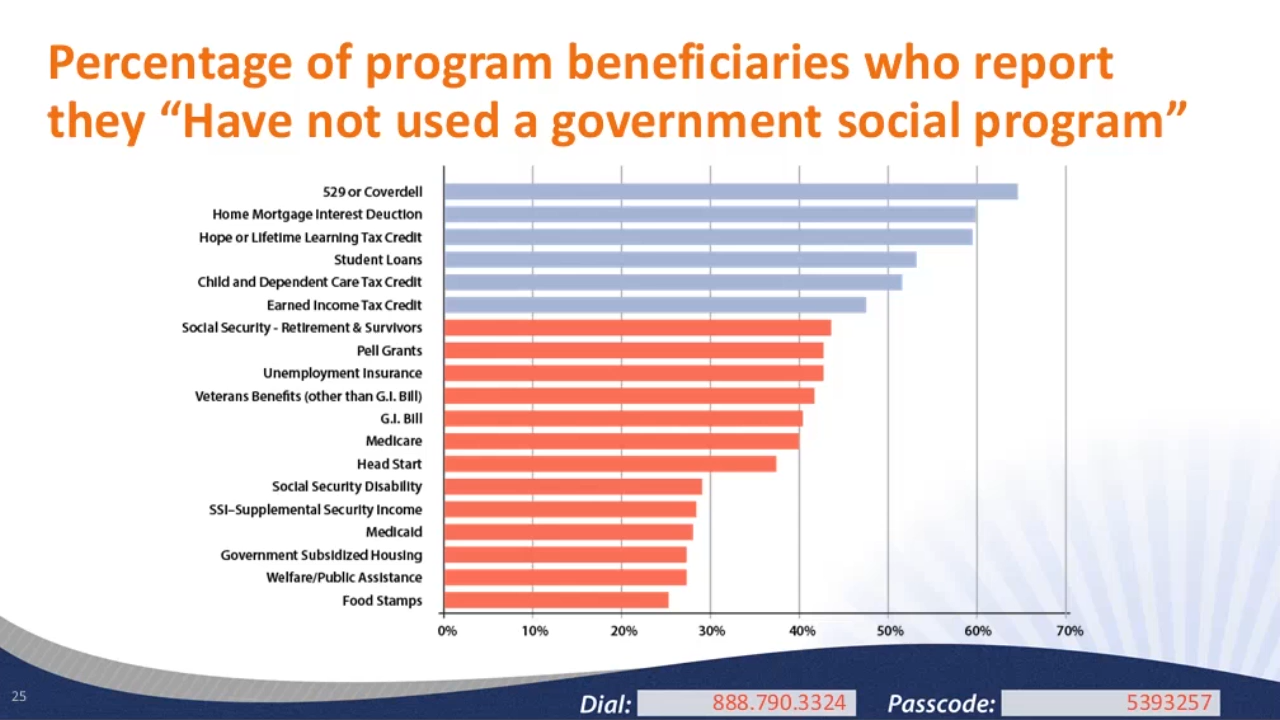 Percentage of program beneficiaries who report
they “Have not used a government social program”
529 or Coverdell
Home Mortgage Interest Deuction
Hope or Lifetime Learning Tax Credit
Student Loans
Child and Dependent Care Tax Credit
Earned Income Tax Credit
Social Security - Retirement & Survivors
Pell Grants
Unemployment Insurance
Veterans Benefits (other than G.I. Bill)
G.I. Bill
Medicare
Head Start
Social Security Disability
SSI–Supplemental Security Income
Medicaid
Government Subsidized Housing
Welfare/Public Assistance
Food Stamps
0% 10% 20% 30% 40% 50% 60% 70%
25
Dial: 888.790.3324 Passcode: 5393257